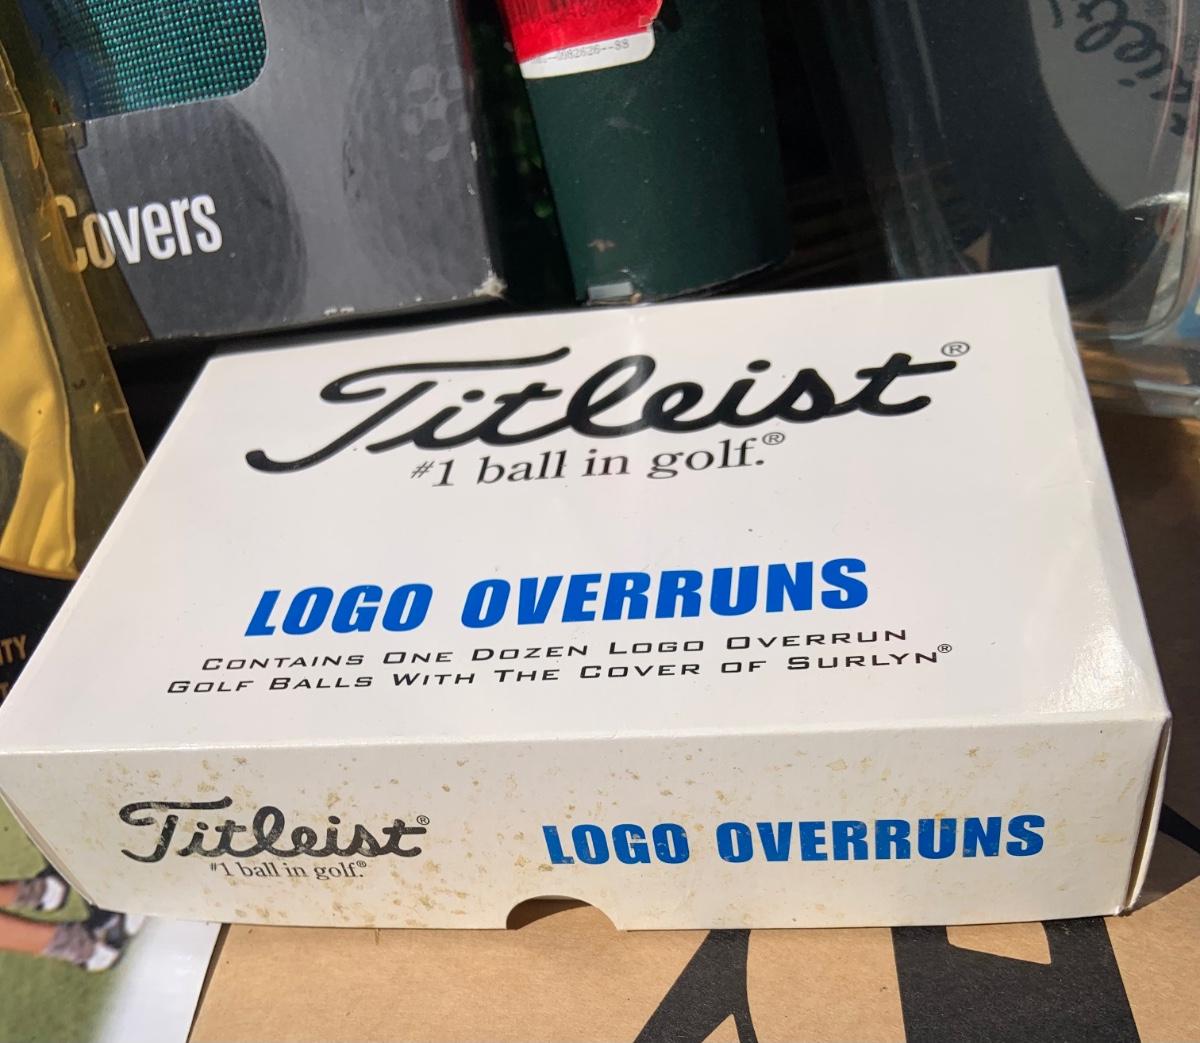 Covers
Titleist®
#1 ball in golf.®
LOGO OVERRUNS
CONTAINS ONE DOZEN LOGO OVERRUN
GOLF BALLS WITH THE COVER OF SURLYN®
Titleist®
#1 ball in golf.®
LOGO OVERRUNS